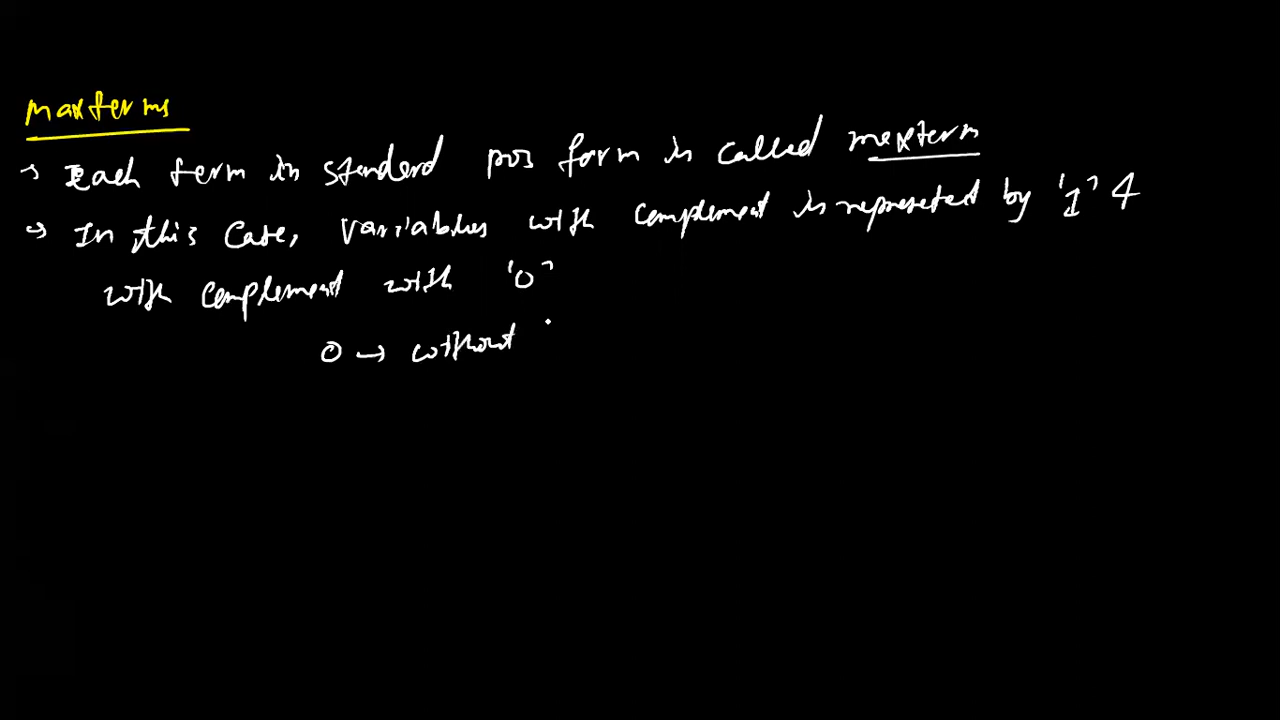 Maxterms
→ Each term in standard pos form is called maxterm
→ In this case, variables with complement is represented by '1' &
with complement with '0'
0 → without